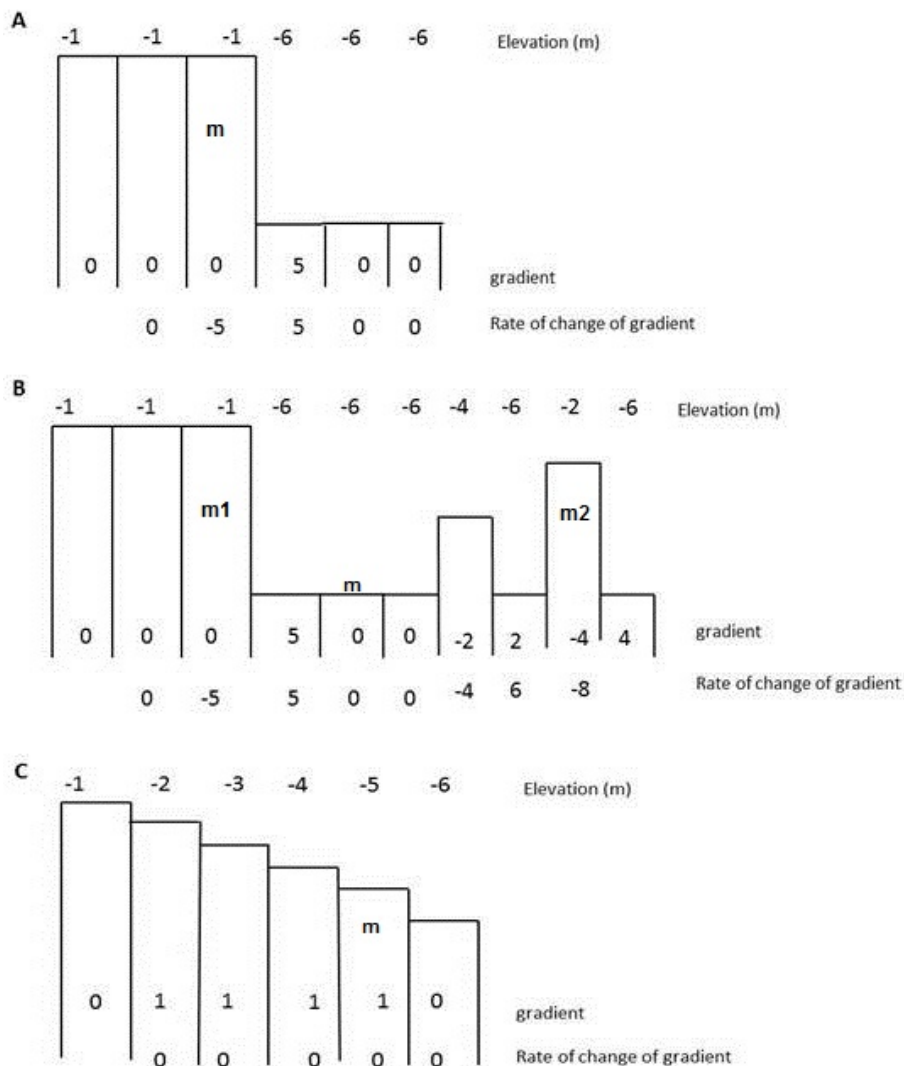 A
-1 -1 -1 -6 -6 -6 Elevation (m)
m
0 0 0 5 0 0 gradient
0 -5 5 0 0 Rate of change of gradient
B
-1 -1 -1 -6 -6 -6 -4 -6 -2 -6 Elevation (m)
m1 m2
m
0 0 0 5 0 0 -2 2 -4 4 gradient
0 -5 5 0 0 -4 6 -8 Rate of change of gradient
C
-1 -2 -3 -4 -5 -6 Elevation (m)
m
0 1 1 1 1 0 gradient
0 0 0 0 0 Rate of change of gradient